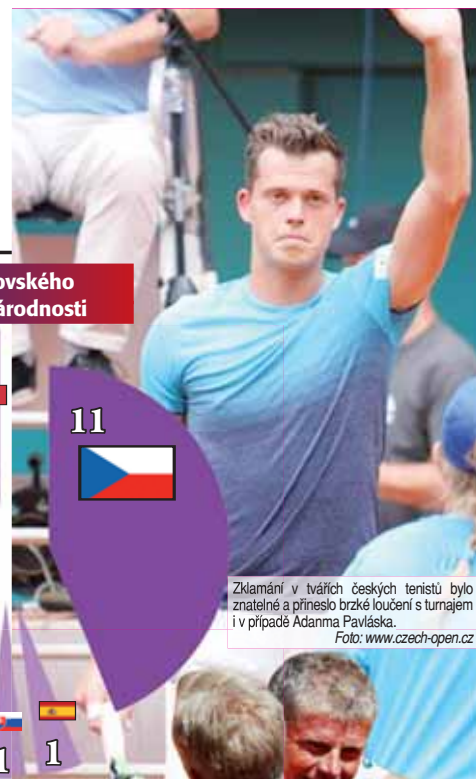 ovského
árodnosti
11
Zklamání v tvářích českých tenistů bylo
znatelné a přineslo brzké loučení s turnajem
i v případě Adanma Pavláska.
Foto: www.czech-open.cz
1
1